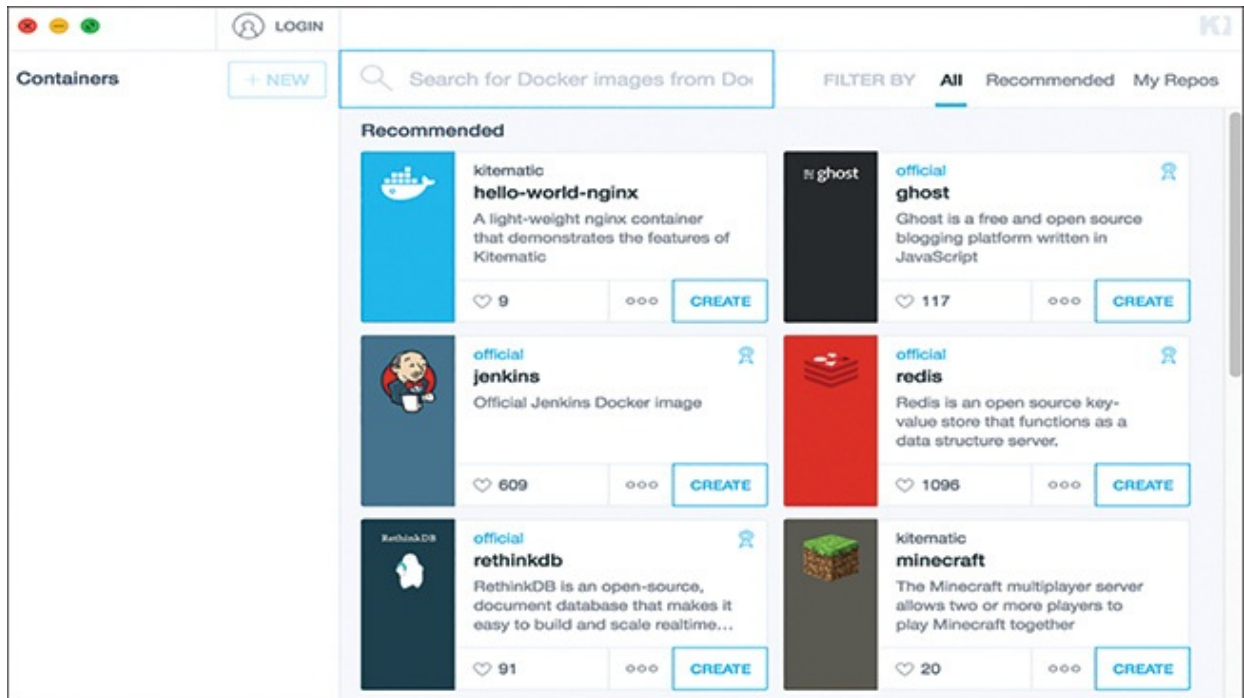 LOGIN
Containers
+ NEW
Search for Docker images from Do
FILTER BY All Recommended My Repos
Recommended
kitematic
hello-world-nginx
A light-weight nginx container
that demonstrates the features of
Kitematic
9
CREATE
ghost
official
ghost
Ghost is a free and open source
blogging platform written in
JavaScript
117
CREATE
official
jenkins
Official Jenkins Docker image
609
CREATE
official
redis
Redis is an open source key-
value store that functions as a
data structure server.
1096
CREATE
RethinkDB
official
rethinkdb
RethinkDB is an open-source,
document database that makes it
easy to build and scale realtime...
91
CREATE
kitematic
minecraft
The Minecraft multiplayer server
allows two or more players to
play Minecraft together
20
CREATE